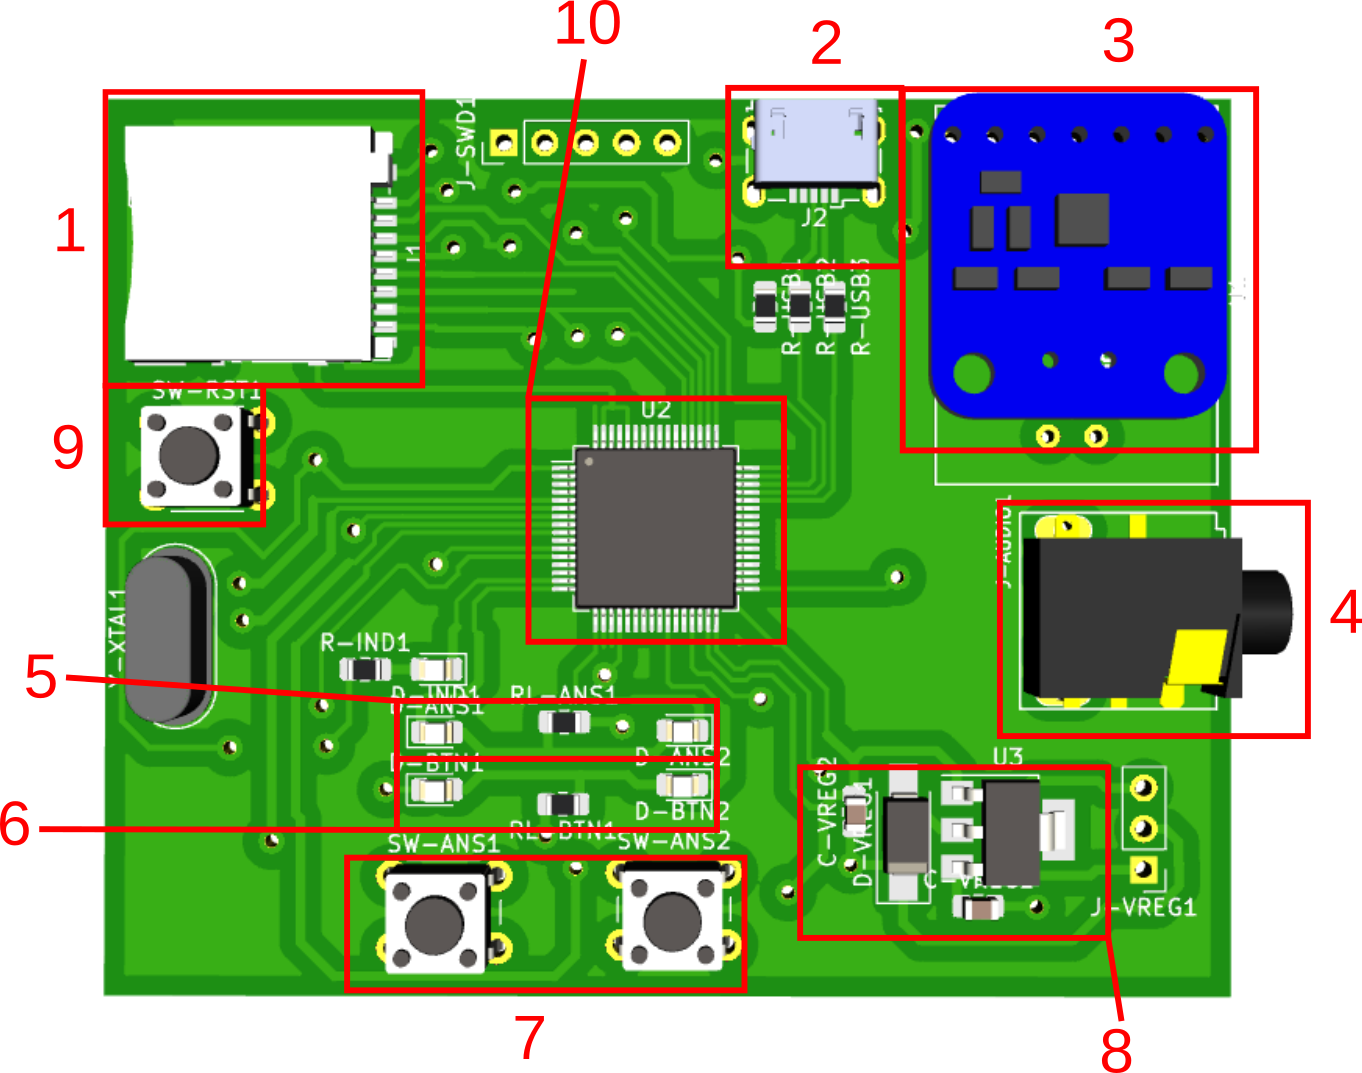 10
2
3
J-SWD1
1
J1
J2
R-USB1
R-USB2
R-USB3
SW-RST1
9
U2
J-AUDIO1
4
Y-XTAL1
R-IND1
5
D-IND1
D-ANS1
RL-ANS1
D-ANS2
D-BTN1
D-BTN2
6
RL-BTN1
SW-ANS1
SW-ANS2
U3
C-VREG2
D-VREG1
J-VREG1
7
8